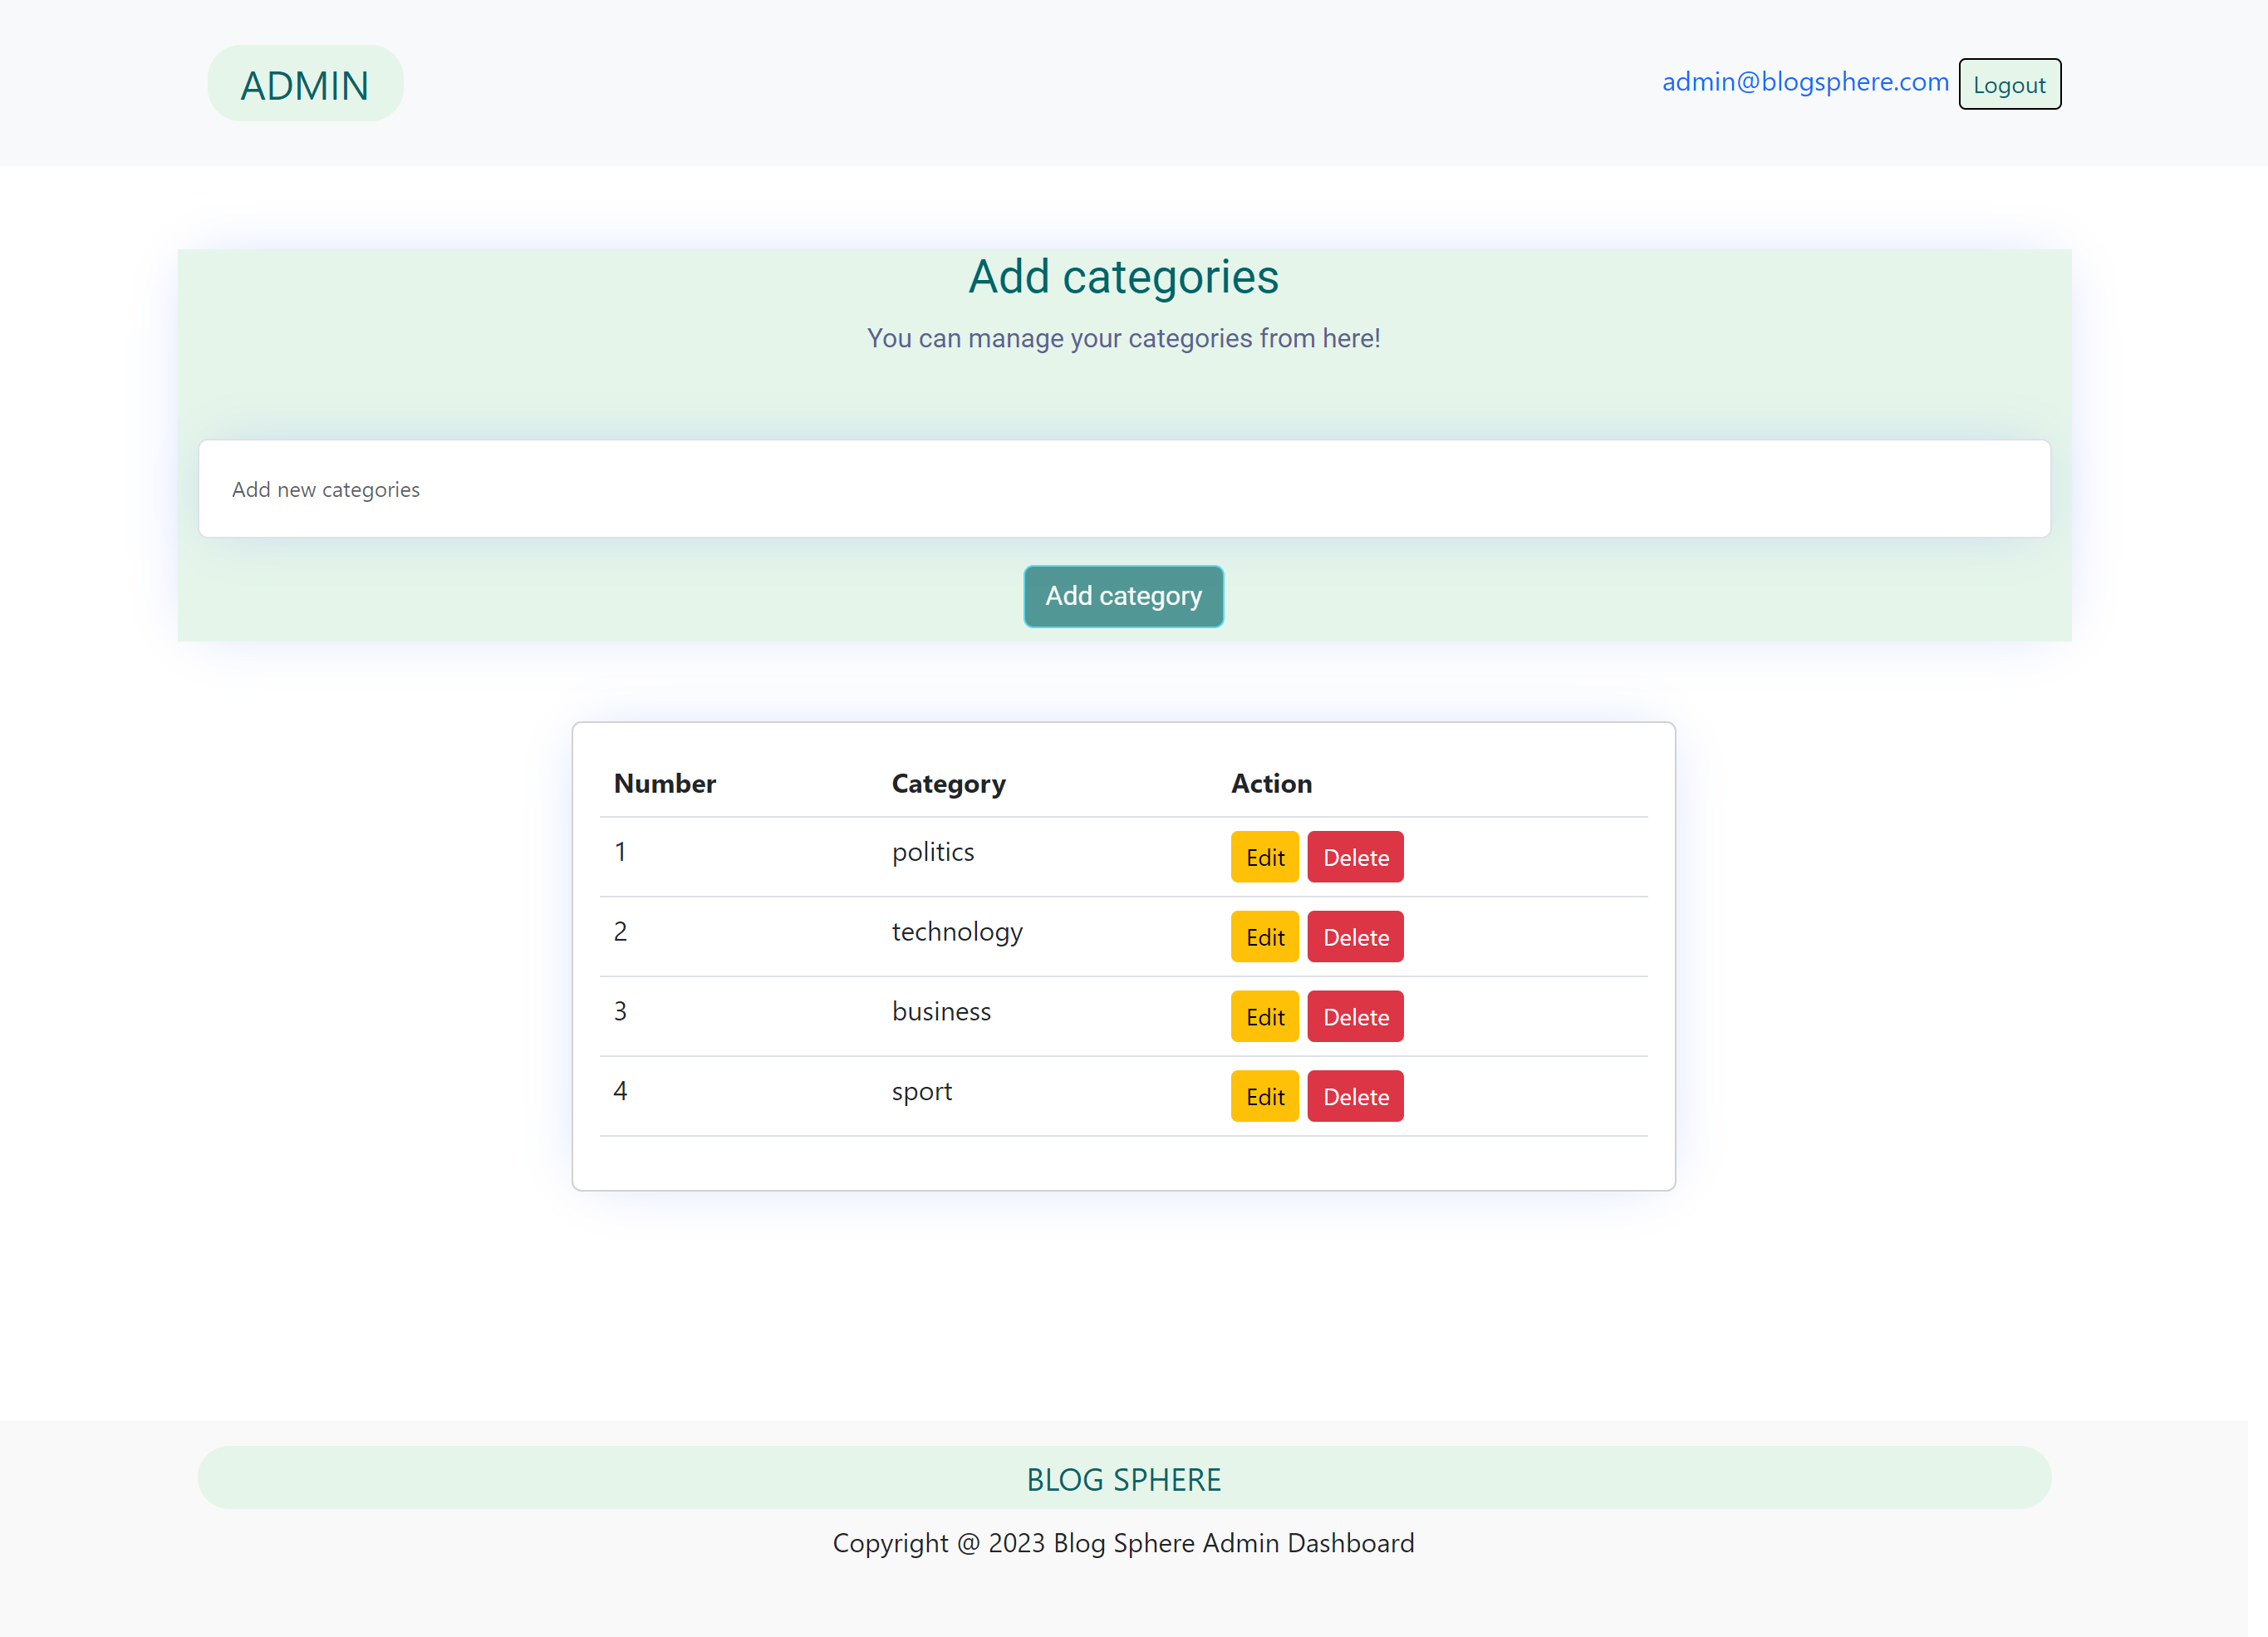 ADMIN
admin@blogsphere.com Logout
Add categories
You can manage your categories from here!
Add new categories
Add category
Number Category Action
1 politics Edit Delete
2 technology Edit Delete
3 business Edit Delete
4 sport Edit Delete
BLOG SPHERE
Copyright @ 2023 Blog Sphere Admin Dashboard